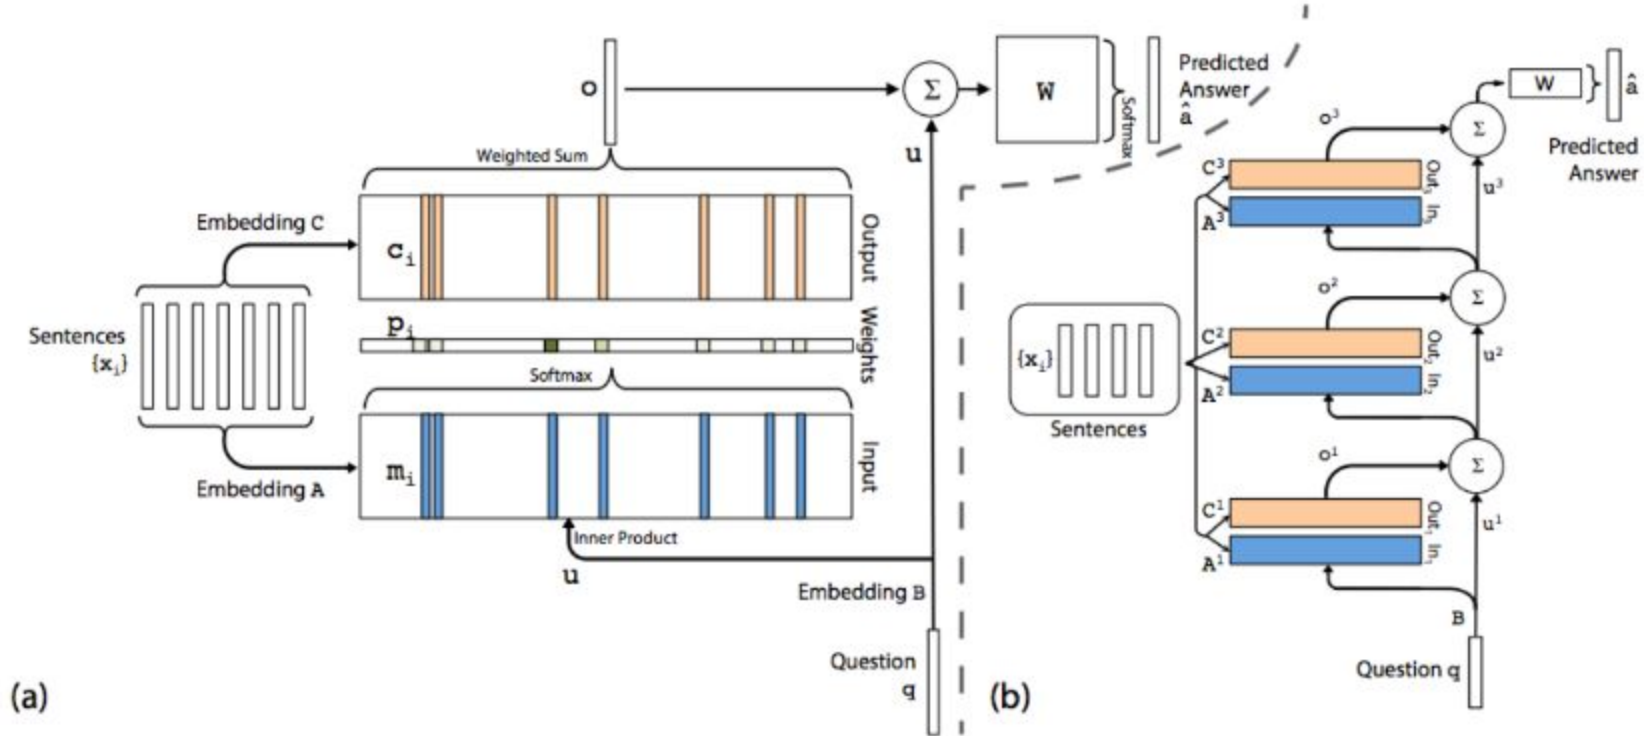 o
Σ
W
Softmax
Predicted
Answer
â
u
Weighted Sum
Embedding C
c_i
Output
Sentences
{x_i}
p_i
Weights
Softmax
m_i
Input
Embedding A
Inner Product
u
Embedding B
Question
q
(a)
W
â
Predicted
Answer
Σ
o³
C³
Out₃
A³
In₃
u³
Σ
o²
C²
Out₂
A²
In₂
u²
{x_i}
Sentences
Σ
o¹
C¹
Out₁
A¹
In₁
u¹
B
Question q
(b)